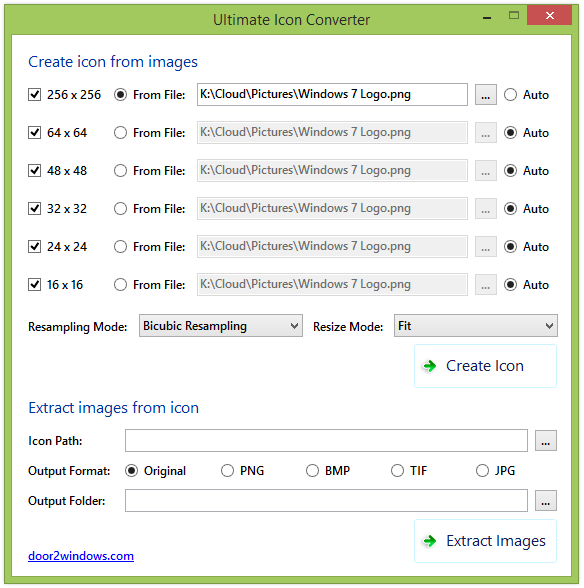 Ultimate Icon Converter
Create icon from images
256 x 256 From File: K:\Cloud\Pictures\Windows 7 Logo.png ... Auto
64 x 64 From File: K:\Cloud\Pictures\Windows 7 Logo.png ... Auto
48 x 48 From File: K:\Cloud\Pictures\Windows 7 Logo.png ... Auto
32 x 32 From File: K:\Cloud\Pictures\Windows 7 Logo.png ... Auto
24 x 24 From File: K:\Cloud\Pictures\Windows 7 Logo.png ... Auto
16 x 16 From File: K:\Cloud\Pictures\Windows 7 Logo.png ... Auto
Resampling Mode: Bicubic Resampling Resize Mode: Fit
Create Icon
Extract images from icon
Icon Path: ...
Output Format: Original PNG BMP TIF JPG
Output Folder: ...
Extract Images
door2windows.com